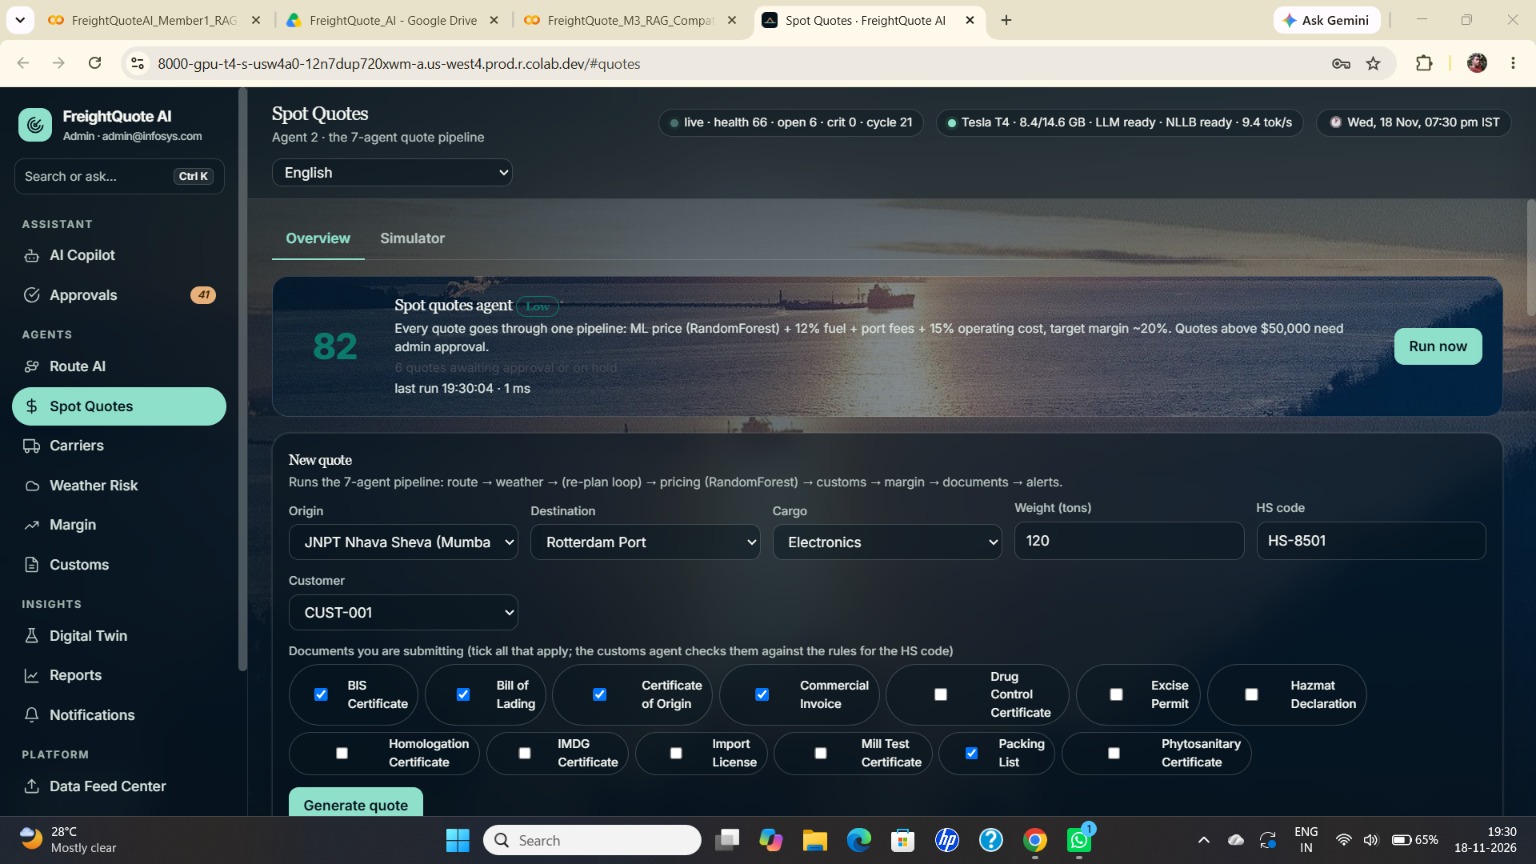 FreightQuoteAI_Member1_RAG
FreightQuote_AI - Google Drive
FreightQuote_M3_RAG_Compat
Spot Quotes · FreightQuote AI
Ask Gemini
8000-gpu-t4-s-usw4a0-12n7dup720xwm-a.us-west4.prod.r.colab.dev/#quotes
FreightQuote AI
Admin · admin@infosys.com
Search or ask...
Ctrl K
ASSISTANT
AI Copilot
Approvals
41
AGENTS
Route AI
Spot Quotes
Carriers
Weather Risk
Margin
Customs
INSIGHTS
Digital Twin
Reports
Notifications
PLATFORM
Data Feed Center
Spot Quotes
Agent 2 · the 7-agent quote pipeline
live · health 66 · open 6 · crit 0 · cycle 21
Tesla T4 · 8.4/14.6 GB · LLM ready · NLLB ready · 9.4 tok/s
Wed, 18 Nov, 07:30 pm IST
English
Overview
Simulator
82
Spot quotes agent
Low
Every quote goes through one pipeline: ML price (RandomForest) + 12% fuel + port fees + 15% operating cost, target margin ~20%. Quotes above $50,000 need
admin approval.
6 quotes awaiting approval or on hold
last run 19:30:04 · 1 ms
Run now
New quote
Runs the 7-agent pipeline: route → weather → (re-plan loop) → pricing (RandomForest) → customs → margin → documents → alerts.
Origin
Destination
Cargo
Weight (tons)
HS code
JNPT Nhava Sheva (Mumba
Rotterdam Port
Electronics
120
HS-8501
Customer
CUST-001
Documents you are submitting (tick all that apply; the customs agent checks them against the rules for the HS code)
BIS
Certificate
Bill of
Lading
Certificate
of Origin
Commercial
Invoice
Drug
Control
Certificate
Excise
Permit
Hazmat
Declaration
Homologation
Certificate
IMDG
Certificate
Import
License
Mill Test
Certificate
Packing
List
Phytosanitary
Certificate
Generate quote
28°C
Mostly clear
Search
1
ENG
IN
65%
19:30
18-11-2026